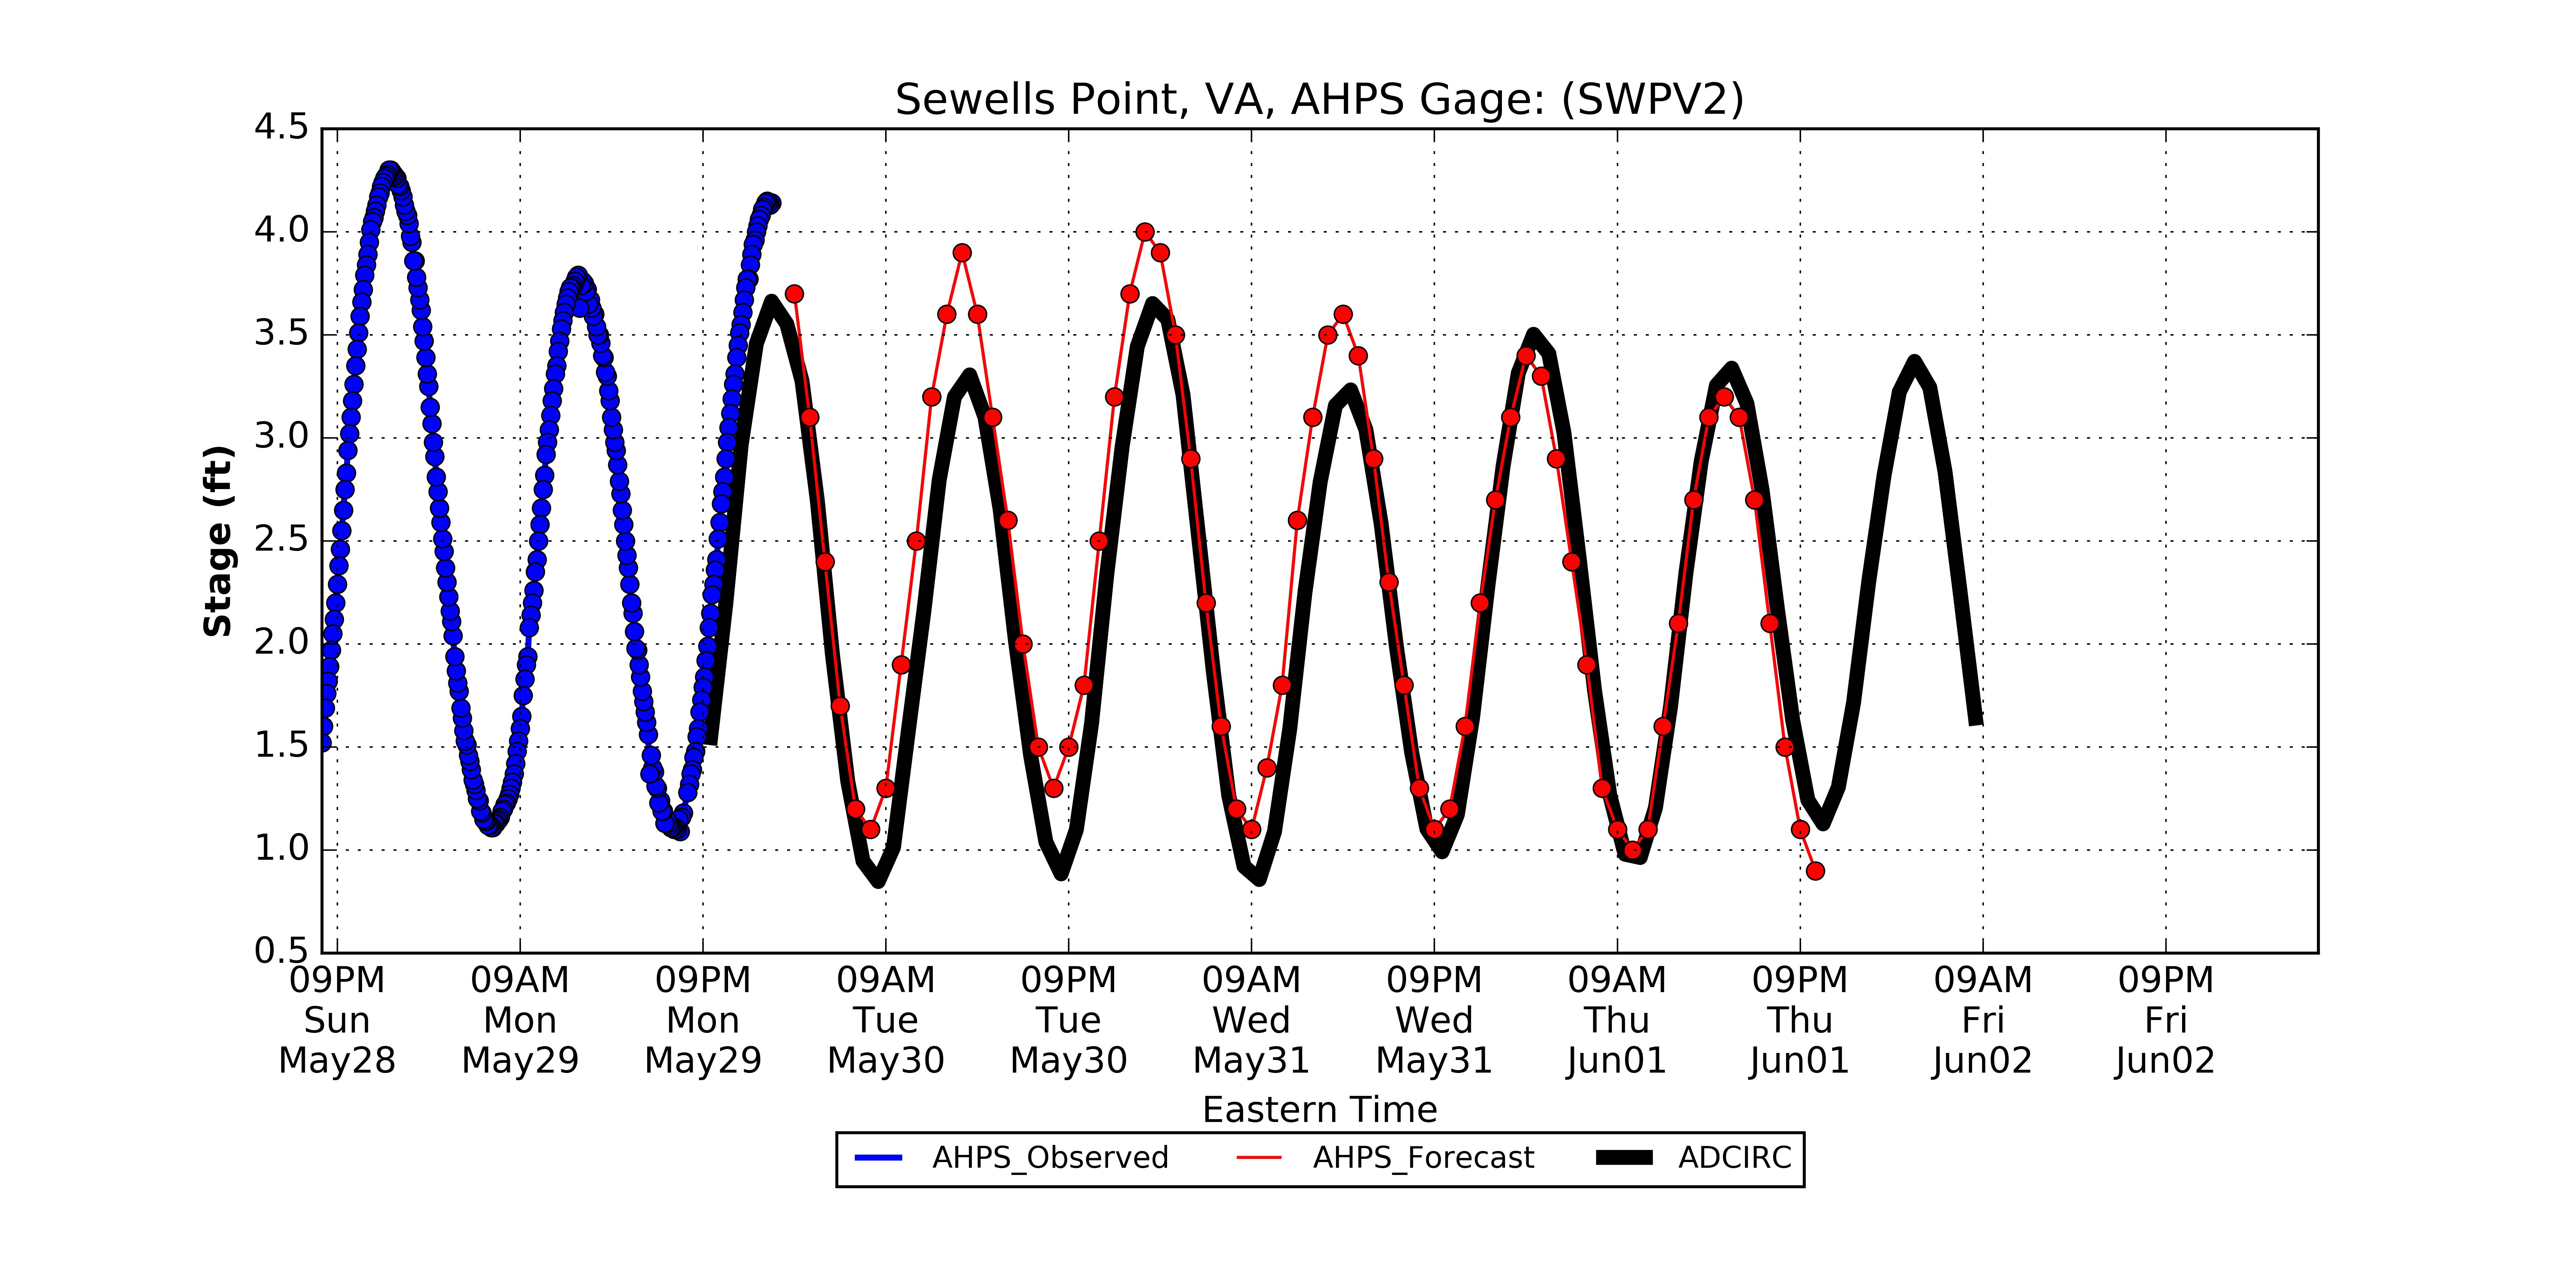 Sewells Point, VA, AHPS Gage: (SWPV2)
4.5
4.0
3.5
3.0
2.5
2.0
1.5
1.0
0.5
Stage (ft)
09PM 09AM 09PM 09AM 09PM 09AM 09PM 09AM 09PM 09AM 09PM
Sun Mon Mon Tue Tue Wed Wed Thu Thu Fri Fri
May28 May29 May29 May30 May30 May31 May31 Jun01 Jun01 Jun02 Jun02
Eastern Time
AHPS_Observed AHPS_Forecast ADCIRC